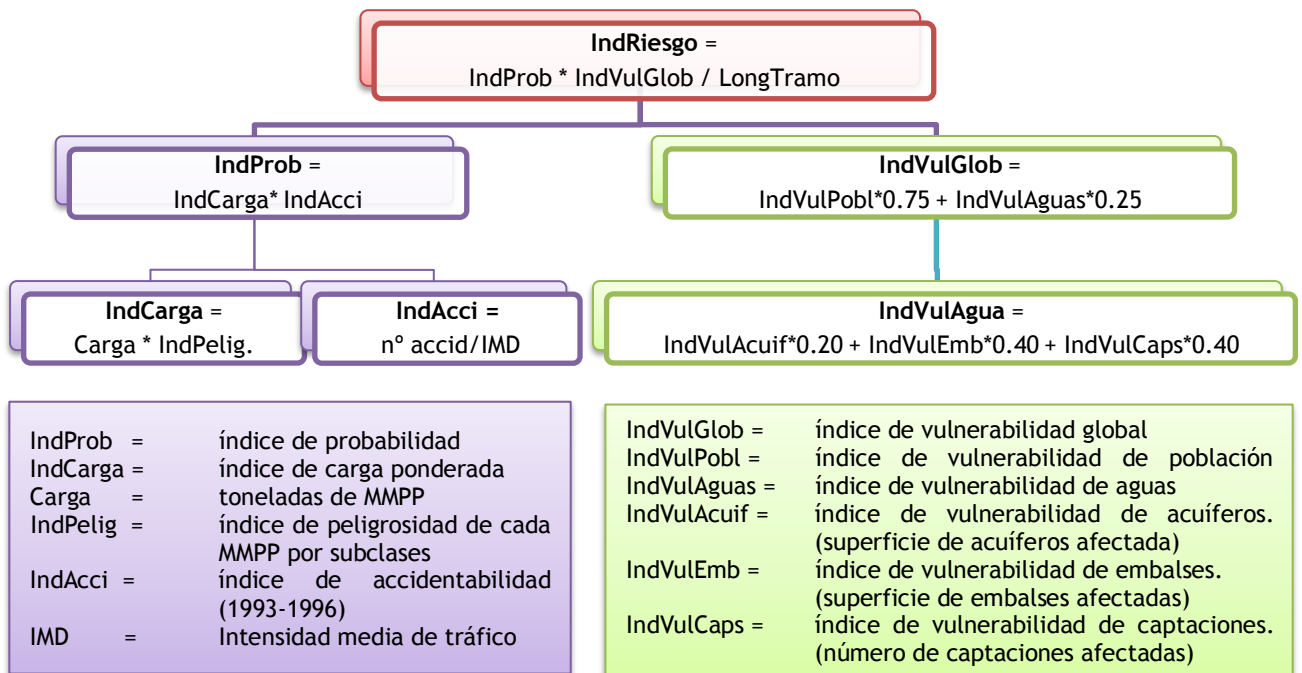 IndRiesgo =
IndProb * IndVulGlob / LongTramo
IndProb =
IndCarga* IndAcci
IndVulGlob =
IndVulPobl*0.75 + IndVulAguas*0.25
IndCarga =
Carga * IndPelig.
IndAcci =
nº accid/IMD
IndVulAgua =
IndVulAcuif*0.20 + IndVulEmb*0.40 + IndVulCaps*0.40
IndProb = índice de probabilidad
IndCarga = índice de carga ponderada
Carga = toneladas de MMPP
IndPelig = índice de peligrosidad de cada
MMPP por subclases
IndAcci = índice de accidentabilidad
(1993-1996)
IMD = Intensidad media de tráfico
IndVulGlob = índice de vulnerabilidad global
IndVulPobl = índice de vulnerabilidad de población
IndVulAguas = índice de vulnerabilidad de aguas
IndVulAcuif = índice de vulnerabilidad de acuíferos.
(superficie de acuíferos afectada)
IndVulEmb = índice de vulnerabilidad de embalses.
(superficie de embalses afectadas)
IndVulCaps = índice de vulnerabilidad de captaciones.
(número de captaciones afectadas)